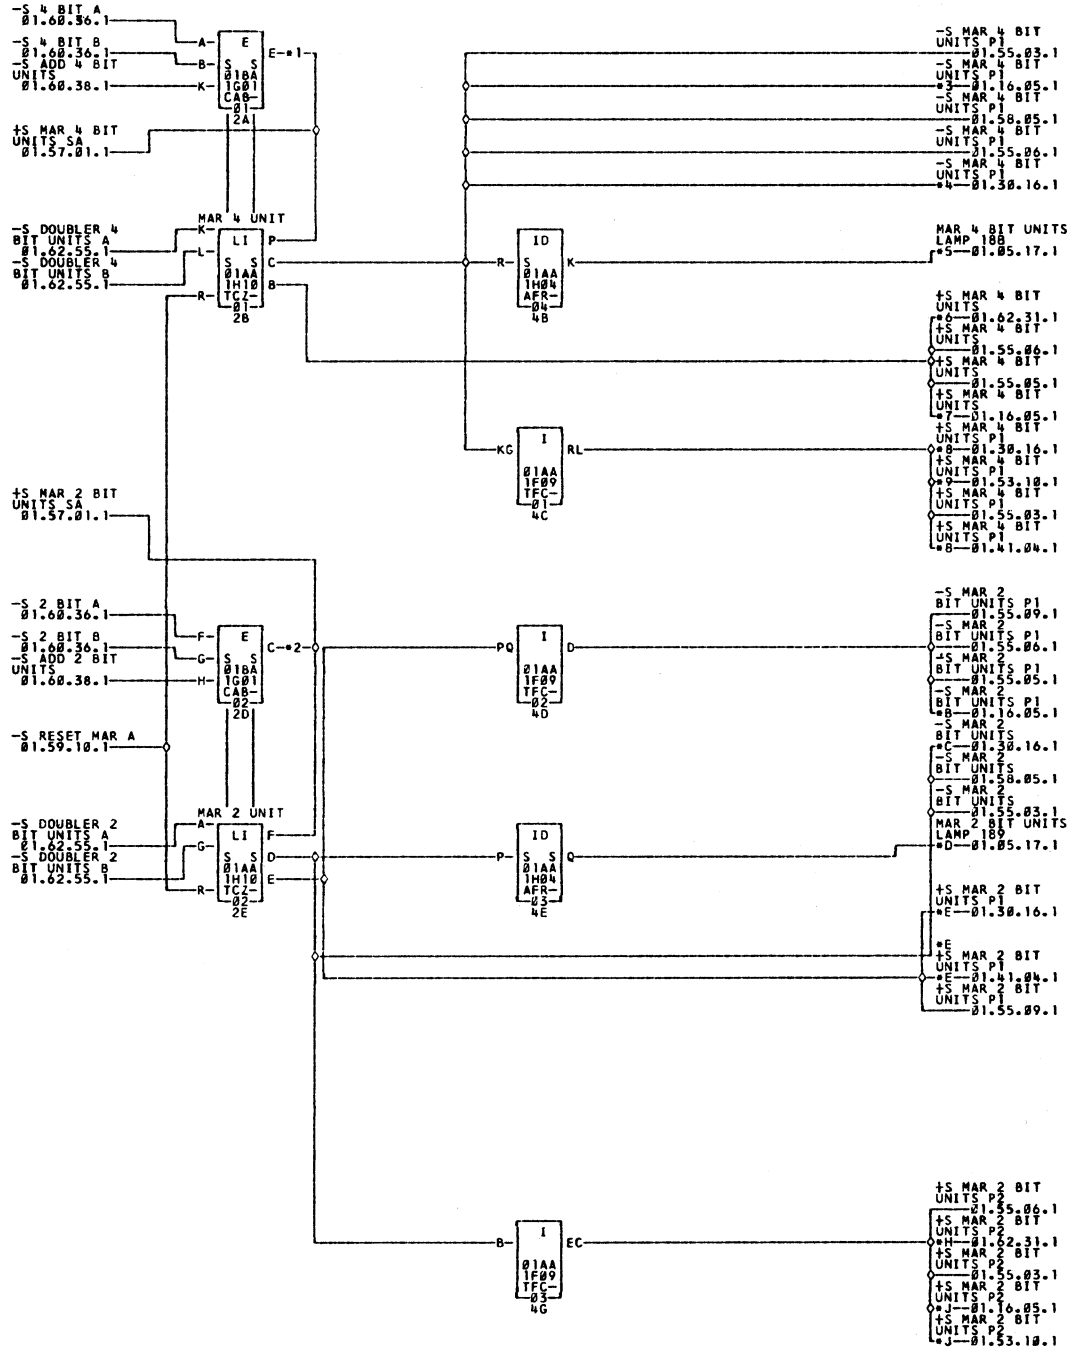 -S 4 BIT A
01.60.36.1
-S 4 BIT B
01.60.36.1
-S ADD 4 BIT
UNITS
01.60.38.1
+S MAR 4 BIT
UNITS SA
01.57.01.1
A
B
K
E
S S
01BA
1G01
CAB-
01
2A
E *1
-S DOUBLER 4
BIT UNITS A
01.62.55.1
-S DOUBLER 4
BIT UNITS B
01.62.55.1
MAR 4 UNIT
K
L
R
LI
S S
01AA
1H10
TCZ-
01
2B
P
C
B
R
ID
S
01AA
1H04
AFR-
04
4B
K
KG
I
01AA
1F09
TFC-
01
4C
RL
-S MAR 4 BIT
UNITS P1
01.55.03.1
-S MAR 4 BIT
UNITS P1
*3 01.16.05.1
-S MAR 4 BIT
UNITS P1
01.58.05.1
-S MAR 4 BIT
UNITS P1
01.55.06.1
-S MAR 4 BIT
UNITS P1
*4 01.30.16.1
MAR 4 BIT UNITS
LAMP 188
*5 01.05.17.1
+S MAR 4 BIT
UNITS
*6 01.62.31.1
+S MAR 4 BIT
UNITS
01.55.06.1
+S MAR 4 BIT
UNITS
01.55.05.1
+S MAR 4 BIT
UNITS
*7 01.16.05.1
+S MAR 4 BIT
UNITS P1
*8 01.30.16.1
+S MAR 4 BIT
UNITS P1
*9 01.53.10.1
+S MAR 4 BIT
UNITS P1
01.55.03.1
+S MAR 4 BIT
UNITS P1
*8 01.41.04.1
+S MAR 2 BIT
UNITS SA
01.57.01.1
-S 2 BIT A
01.60.36.1
-S 2 BIT B
01.60.36.1
-S ADD 2 BIT
UNITS
01.60.38.1
F
G
H
E
S S
01BA
1G01
CAB-
02
2D
C *2
-S RESET MAR A
01.59.10.1
-S DOUBLER 2
BIT UNITS A
01.62.55.1
-S DOUBLER 2
BIT UNITS B
01.62.55.1
MAR 2 UNIT
A
G
R
LI
S S
01AA
1H10
TCZ-
02
2E
F
D
E
PQ
I
01AA
1F09
TFC-
02
4D
D
P
ID
S S
01AA
1H04
AFR-
03
4E
Q
-S MAR 2
BIT UNITS P1
01.55.09.1
-S MAR 2
BIT UNITS P1
01.55.06.1
-S MAR 2
BIT UNITS P1
01.55.05.1
-S MAR 2
BIT UNITS P1
*B 01.16.05.1
-S MAR 2
BIT UNITS
*C 01.30.16.1
-S MAR 2
BIT UNITS
01.58.05.1
-S MAR 2
BIT UNITS
01.55.03.1
MAR 2 BIT UNITS
LAMP 189
*D 01.05.17.1
+S MAR 2 BIT
UNITS P1
*E 01.30.16.1
*E
+S MAR 2 BIT
UNITS P1
*E 01.41.04.1
+S MAR 2 BIT
UNITS P1
01.55.09.1
B
I
01AA
1F09
TFC-
03
4G
EC
+S MAR 2 BIT
UNITS P2
01.55.06.1
+S MAR 2 BIT
UNITS P2
*H 01.62.31.1
+S MAR 2 BIT
UNITS P2
01.55.03.1
+S MAR 2 BIT
UNITS P2
*J 01.16.05.1
+S MAR 2 BIT
UNITS P2
*J 01.53.10.1